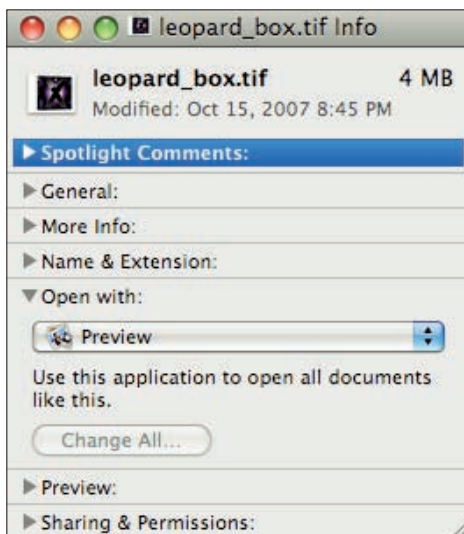 leopard_box.tif Info
leopard_box.tif 4 MB
Modified: Oct 15, 2007 8:45 PM
Spotlight Comments:
General:
More Info:
Name & Extension:
Open with:
Preview
Use this application to open all documents
like this.
Change All...
Preview:
Sharing & Permissions: